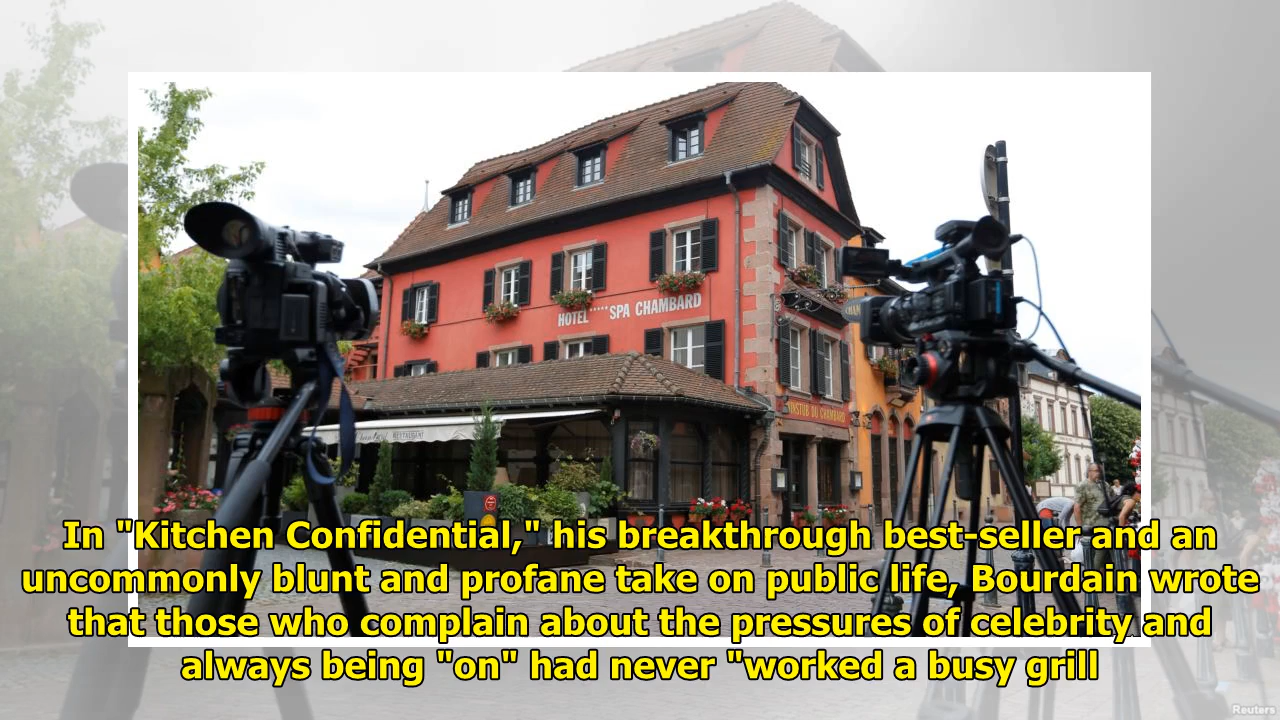 HOTEL***** SPA CHAMBARD
WINSTUB DU CHAMBARD
RESTAURANT
In "Kitchen Confidential," his breakthrough best-seller and an
uncommonly blunt and profane take on public life, Bourdain wrote
that those who complain about the pressures of celebrity and
always being "on" had never "worked a busy grill
Reuters